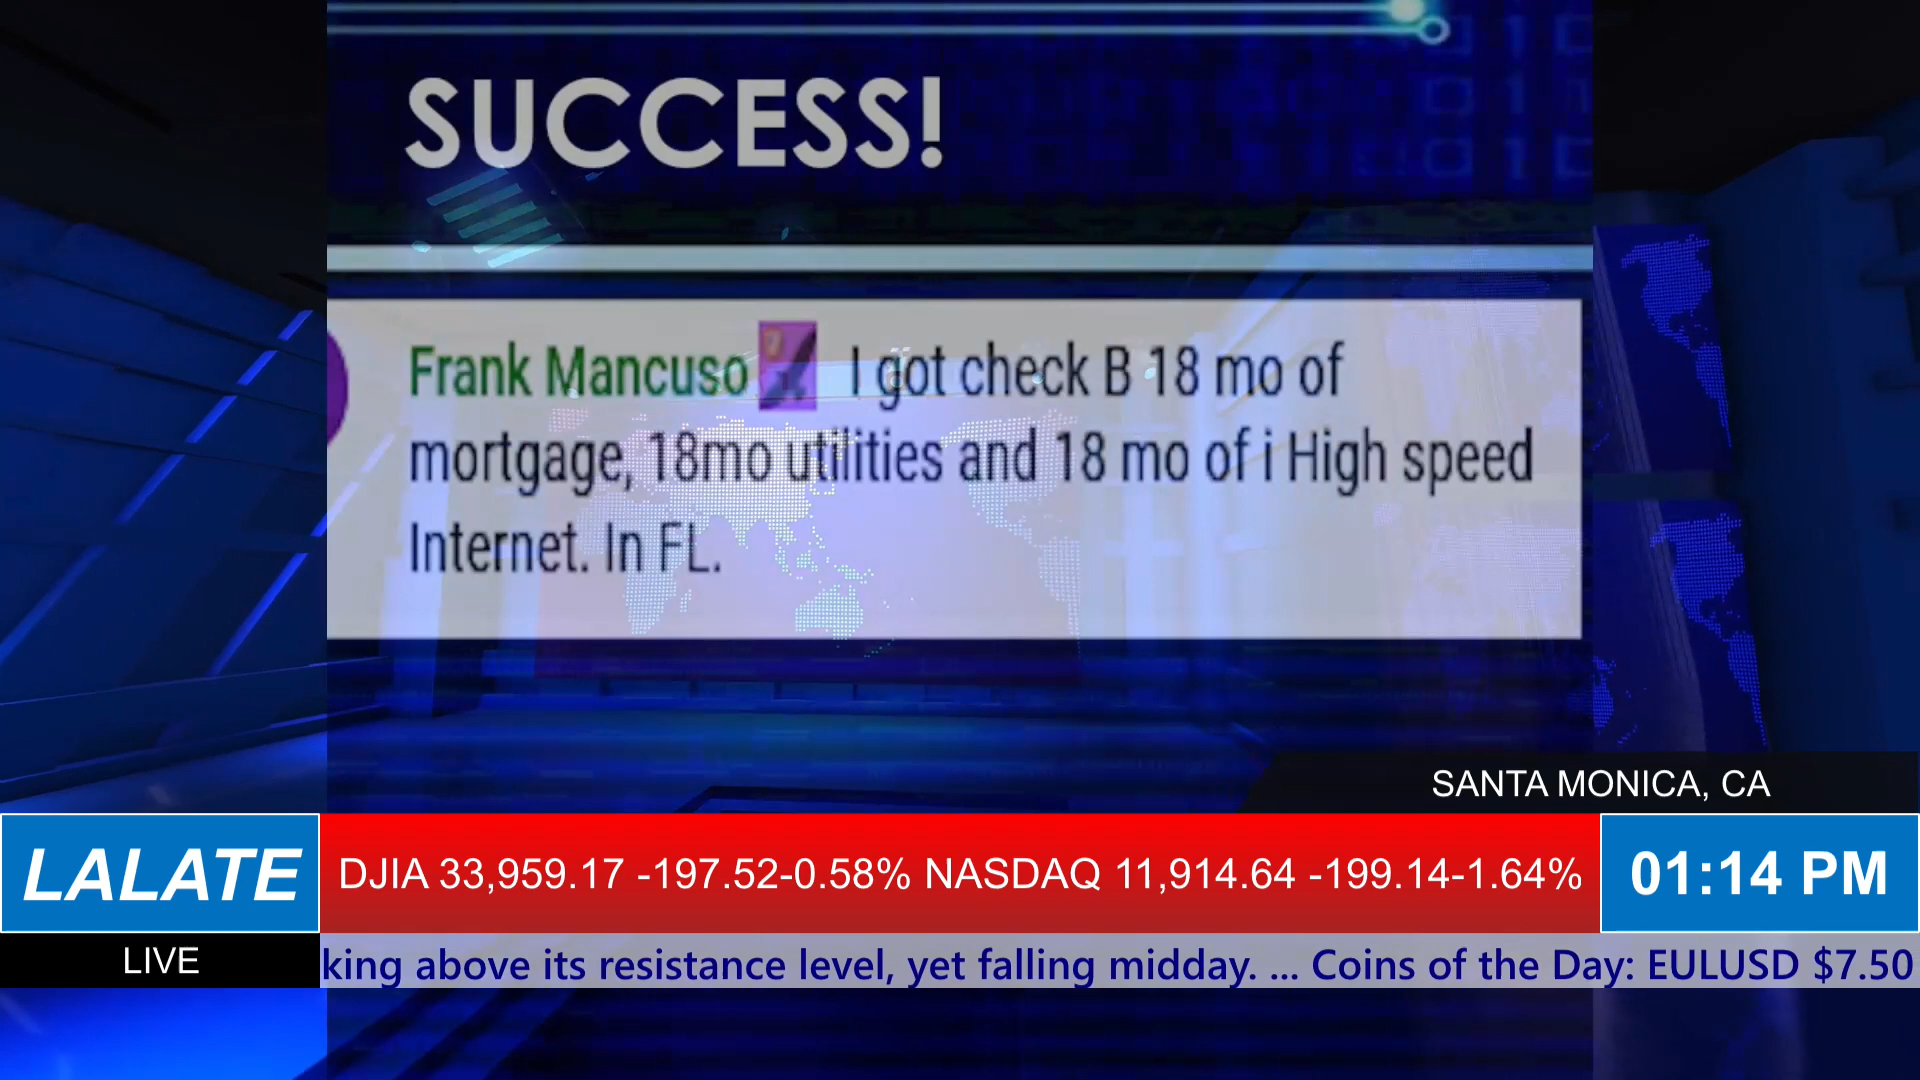 SUCCESS!
Frank Mancuso I got check B 18 mo of
mortgage, 18mo utilities and 18 mo of i High speed
Internet. In FL.
SANTA MONICA, CA
LALATE
DJIA 33,959.17 -197.52-0.58% NASDAQ 11,914.64 -199.14-1.64%
01:14 PM
LIVE
king above its resistance level, yet falling midday. ... Coins of the Day: EULUSD $7.50